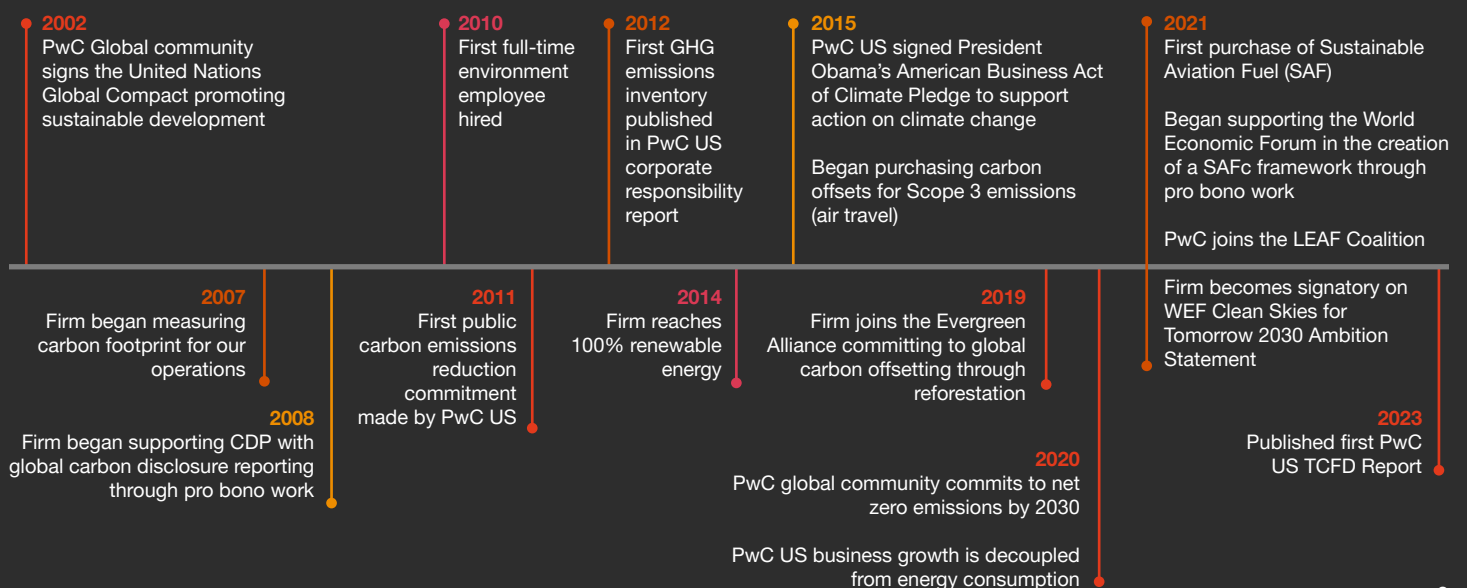 2002
PwC Global community
signs the United Nations
Global Compact promoting
sustainable development
2010
First full-time
environment
employee
hired
2012
First GHG
emissions
inventory
published
in PwC US
corporate
responsibility
report
2015
PwC US signed President
Obama's American Business Act
of Climate Pledge to support
action on climate change
Began purchasing carbon
offsets for Scope 3 emissions
(air travel)
2021
First purchase of Sustainable
Aviation Fuel (SAF)
Began supporting the World
Economic Forum in the creation
of a SAFc framework through
pro bono work
PwC joins the LEAF Coalition
Firm becomes signatory on
WEF Clean Skies for
Tomorrow 2030 Ambition
Statement
2007
Firm began measuring
carbon footprint for our
operations
2008
Firm began supporting CDP with
global carbon disclosure reporting
through pro bono work
2011
First public
carbon emissions
reduction
commitment
made by PwC US
2014
Firm reaches
100% renewable
energy
2019
Firm joins the Evergreen
Alliance committing to global
carbon offsetting through
reforestation
2020
PwC global community commits to net
zero emissions by 2030
PwC US business growth is decoupled
from energy consumption
2023
Published first PwC
US TCFD Report